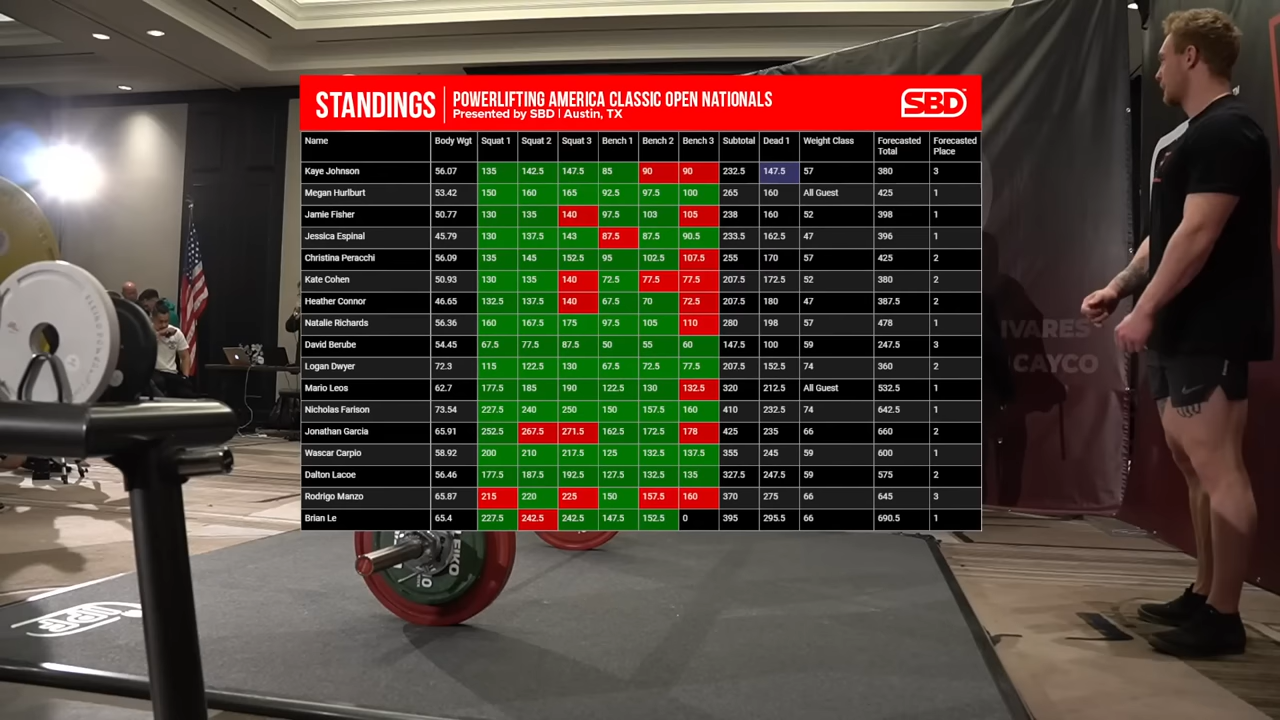 STANDINGS
POWERLIFTING AMERICA CLASSIC OPEN NATIONALS
Presented by SBD | Austin, TX
SBD
Name Body Wgt Squat 1 Squat 2 Squat 3 Bench 1 Bench 2 Bench 3 Subtotal Dead 1 Weight Class Forecasted Total Forecasted Place
Kaye Johnson 56.07 135 142.5 147.5 85 90 90 232.5 147.5 57 380 3
Megan Hurlburt 53.42 150 160 165 92.5 97.5 100 265 160 All Guest 425 1
Jamie Fisher 50.77 130 135 140 97.5 103 105 238 160 52 398 1
Jessica Espinal 45.79 130 137.5 143 87.5 87.5 90.5 233.5 162.5 47 396 1
Christina Peracchi 56.09 135 145 152.5 95 102.5 107.5 255 170 57 425 2
Kate Cohen 50.93 130 135 140 72.5 77.5 77.5 207.5 172.5 52 380 2
Heather Connor 46.65 132.5 137.5 140 67.5 70 72.5 207.5 180 47 387.5 2
Natalie Richards 56.36 160 167.5 175 97.5 105 110 280 198 57 478 1
David Berube 54.45 67.5 77.5 87.5 50 55 60 147.5 100 59 247.5 3
Logan Dwyer 72.3 115 122.5 130 67.5 72.5 77.5 207.5 152.5 74 360 2
Mario Leos 62.7 177.5 185 190 122.5 130 132.5 320 212.5 All Guest 532.5 1
Nicholas Farison 73.54 227.5 240 250 150 157.5 160 410 232.5 74 642.5 1
Jonathan Garcia 65.91 252.5 267.5 271.5 162.5 172.5 178 425 235 66 660 2
Wascar Carpio 58.92 200 210 217.5 125 132.5 137.5 355 245 59 600 1
Dalton Lacoe 56.46 177.5 187.5 192.5 127.5 132.5 135 327.5 247.5 59 575 2
Rodrigo Manzo 65.87 215 220 225 150 157.5 160 370 275 66 645 3
Brian Le 65.4 227.5 242.5 242.5 147.5 152.5 0 395 295.5 66 690.5 1
IVARES
CAYCO